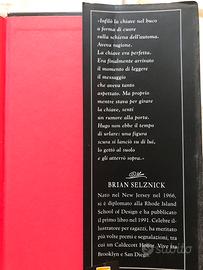 «Infilò la chiave nel buco
a forma di cuore
sulla schiena dell'automa.
Aveva ragione.
La chiave era perfetta.
Era finalmente arrivato
il momento di leggere
il messaggio
che aveva tanto
aspettato. Ma proprio
mentre stava per girare
la chiave, sentì
un rumore alla porta.
Hugo non ebbe il tempo
di urlare: una figura
scura si lanciò su di lui,
lo gettò al suolo
e gli atterrò sopra.»
BRIAN SELZNICK
Nato nel New Jersey nel 1966,
si è diplomato alla Rhode Island
School of Design e ha pubblicato
il primo libro nel 1991. Celebre il-
lustratore per ragazzi, ha meritato
più volte premi e segnalazioni, tra
cui un Caldecott Honor. Vive tra
Brooklyn e San Diego.
subito